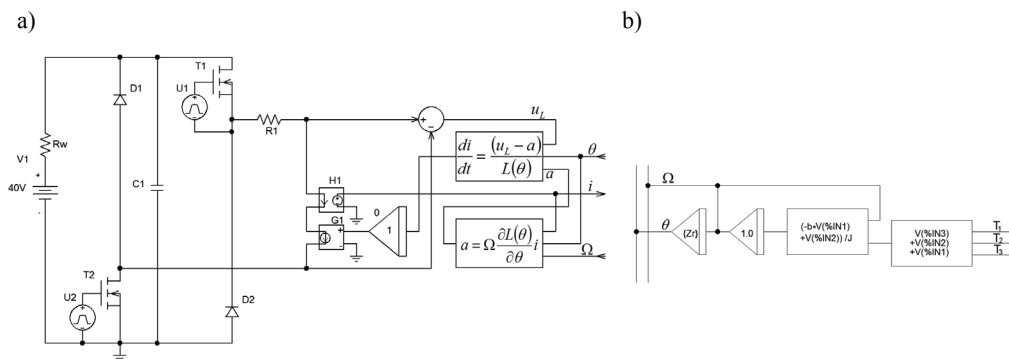 a)
b)
T1
U1
D1
R1
Rw
V1
+
40V
-
C1
T2
U2
D2
+
−
u_L
di/dt = (u_L − a)/L(θ)
a
θ
i
H1
G1
0
1
a = Ω ∂L(θ)/∂θ i
Ω
Ω
θ
{Zr}
1.0
(-b*V(%IN1)
+V(%IN2)) /J
V(%IN3)
+V(%IN2)
+V(%IN1)
T₁
T₂
T₃